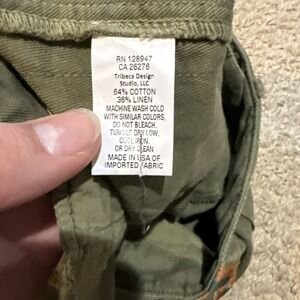 RN 128947
CA 26276
Tribeca Design
Studio, LLC
64% COTTON
36% LINEN
MACHINE WASH COLD
WITH SIMILAR COLORS,
DO NOT BLEACH,
TUMBLE DRY LOW,
COOL IRON,
OR DRY CLEAN
MADE IN USA OF
IMPORTED FABRIC